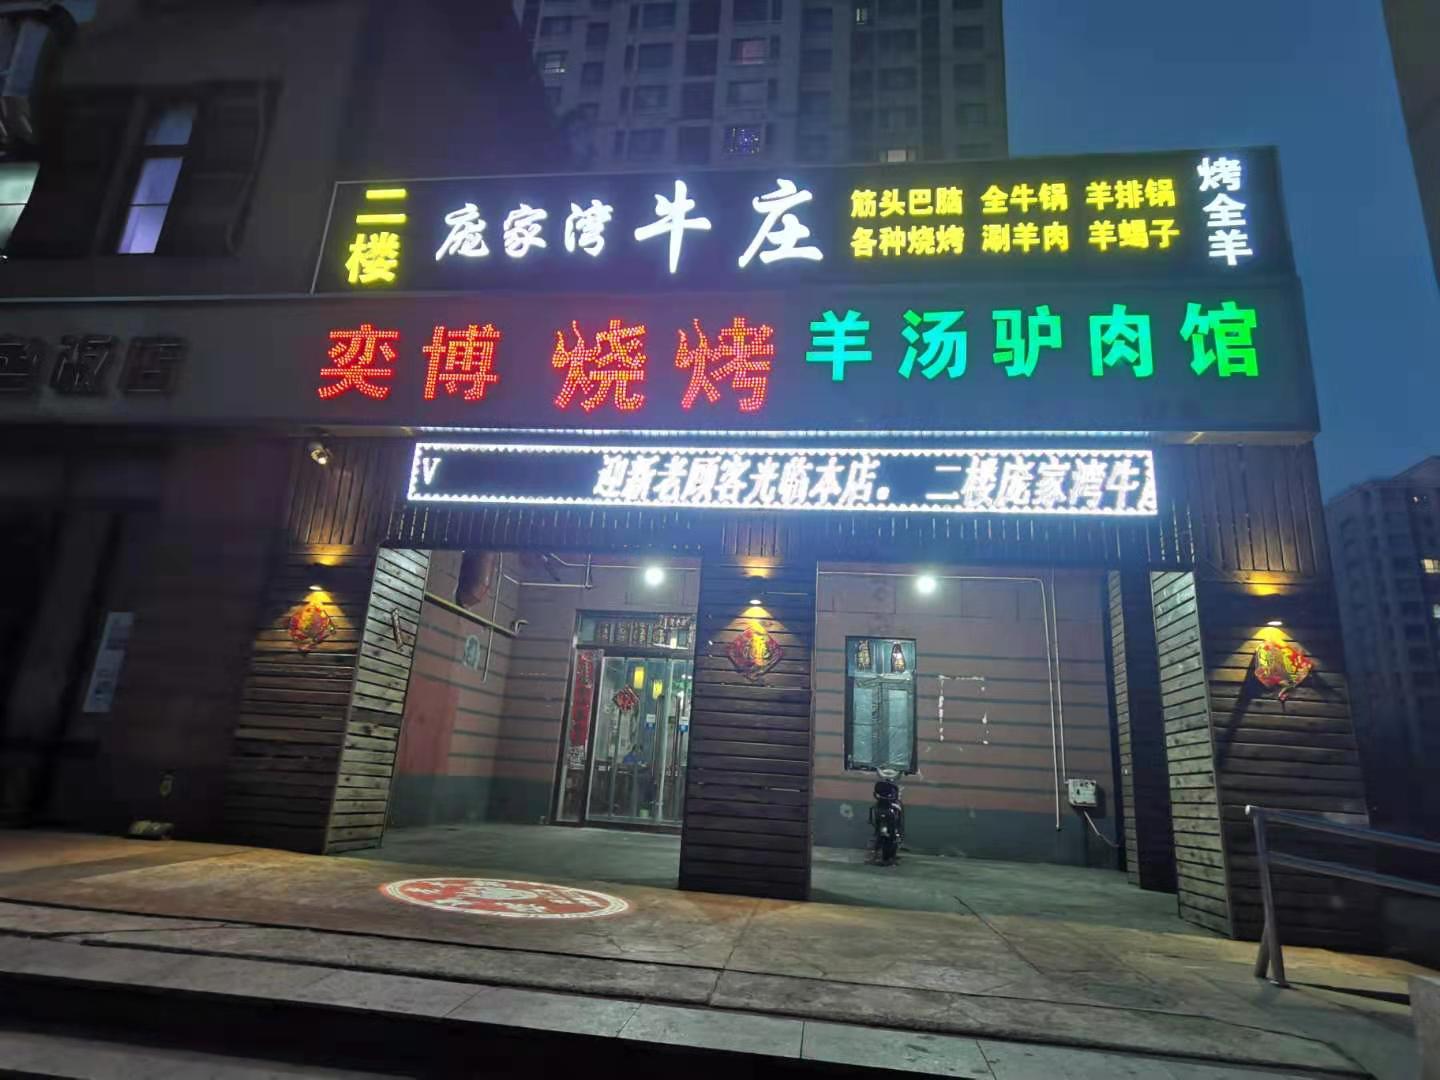 二楼
庞家湾牛庄
筋头巴脑 全牛锅 羊排锅
各种烧烤 涮羊肉 羊蝎子
烤全羊
奕博 烧烤
羊汤驴肉馆
V 迎新老顾客光临本店。 二楼庞家湾牛